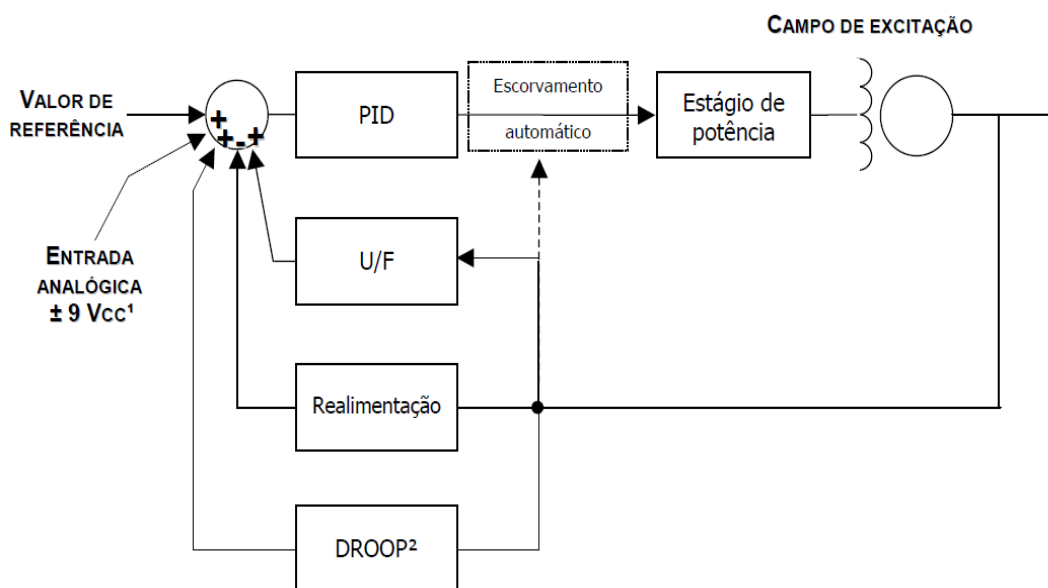 CAMPO DE EXCITAÇÃO
VALOR DE
REFERÊNCIA
+
+
-
+
PID
Escorvamento
automático
Estágio de
potência
ENTRADA
ANALÓGICA
± 9 VCC¹
U/F
Realimentação
DROOP²